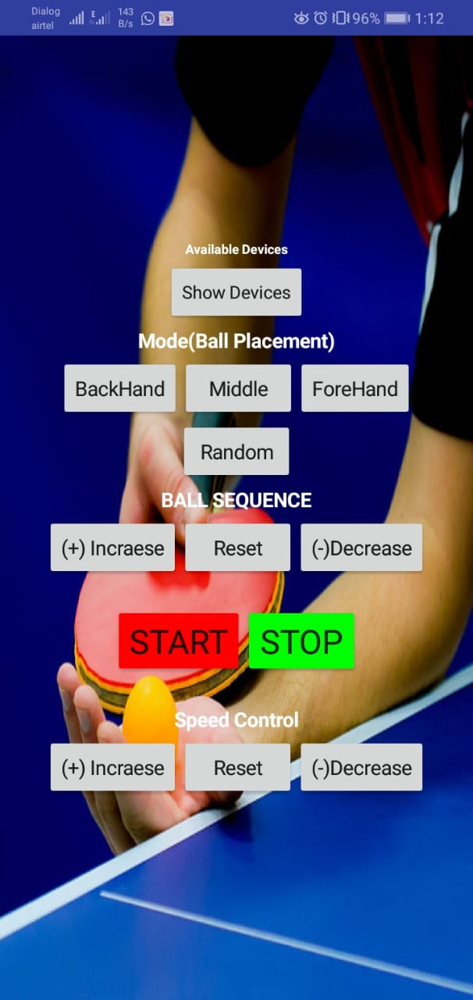 Dialog
airtel
E
143
B/s
96%
1:12
Available Devices
Show Devices
Mode(Ball Placement)
BackHand Middle ForeHand
Random
BALL SEQUENCE
(+) Incraese Reset (-)Decrease
START STOP
Speed Control
(+) Incraese Reset (-)Decrease